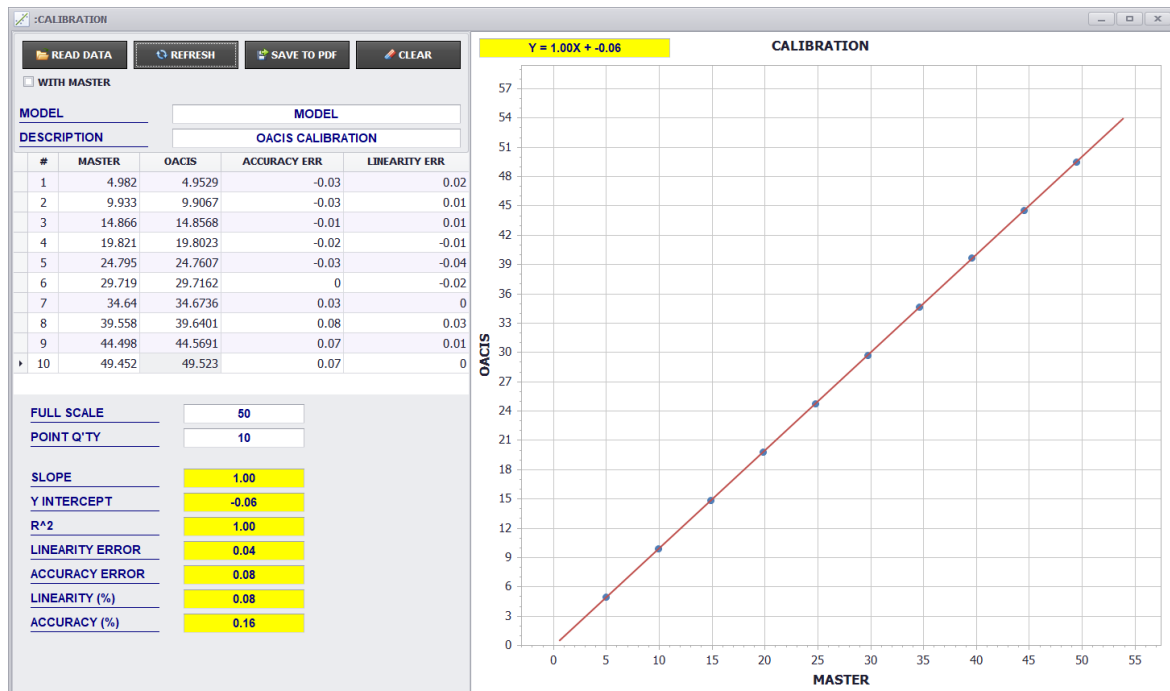 :CALIBRATION
READ DATA REFRESH SAVE TO PDF CLEAR
WITH MASTER
MODEL MODEL
DESCRIPTION OACIS CALIBRATION
# MASTER OACIS ACCURACY ERR LINEARITY ERR
1 4.982 4.9529 -0.03 0.02
2 9.933 9.9067 -0.03 0.01
3 14.866 14.8568 -0.01 0.01
4 19.821 19.8023 -0.02 -0.01
5 24.795 24.7607 -0.03 -0.04
6 29.719 29.7162 0 -0.02
7 34.64 34.6736 0.03 0
8 39.558 39.6401 0.08 0.03
9 44.498 44.5691 0.07 0.01
10 49.452 49.523 0.07 0
FULL SCALE 50
POINT Q'TY 10
SLOPE 1.00
Y INTERCEPT -0.06
R^2 1.00
LINEARITY ERROR 0.04
ACCURACY ERROR 0.08
LINEARITY (%) 0.08
ACCURACY (%) 0.16
Y = 1.00X + -0.06
CALIBRATION
57
54
51
48
45
42
39
36
33
30
27
24
21
18
15
12
9
6
3
0
OACIS
0 5 10 15 20 25 30 35 40 45 50 55
MASTER